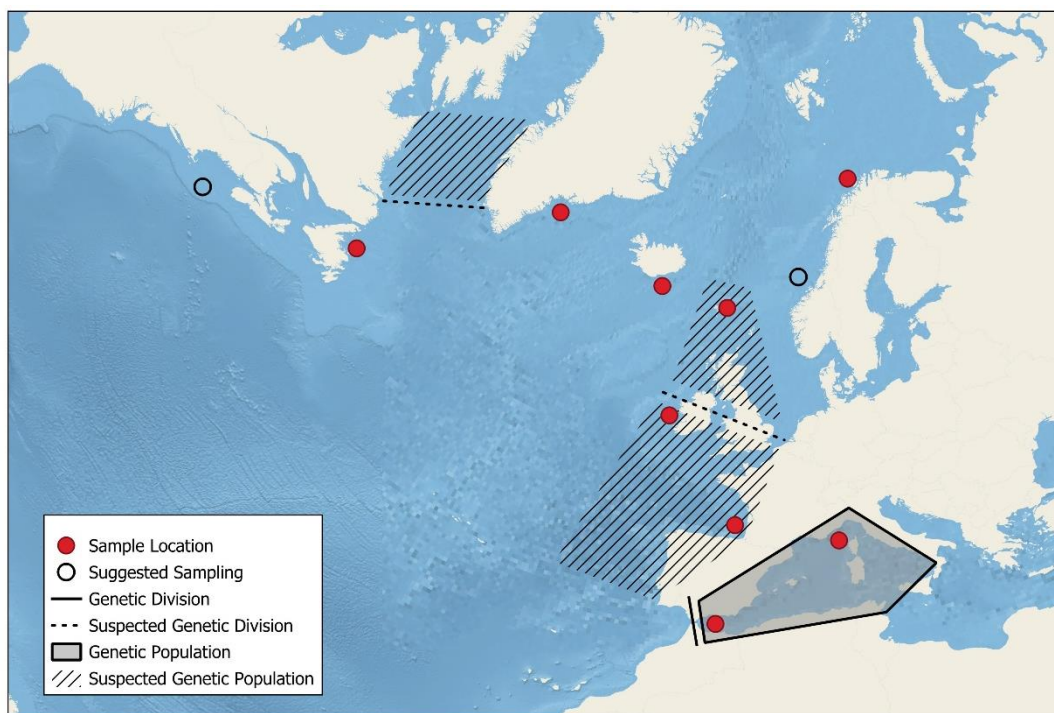 Sample Location
Suggested Sampling
Genetic Division
Suspected Genetic Division
Genetic Population
Suspected Genetic Population